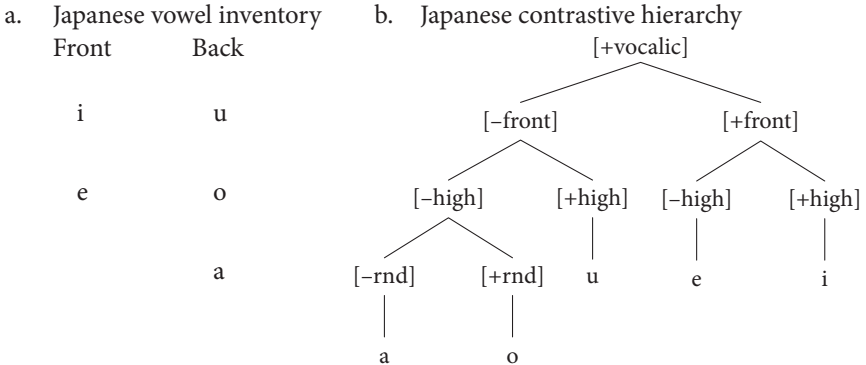 a. Japanese vowel inventory
Front Back
i u
e o
a
b. Japanese contrastive hierarchy
[+vocalic]
[–front] [+front]
[–high] [+high] [–high] [+high]
[–rnd] [+rnd] u e i
a o